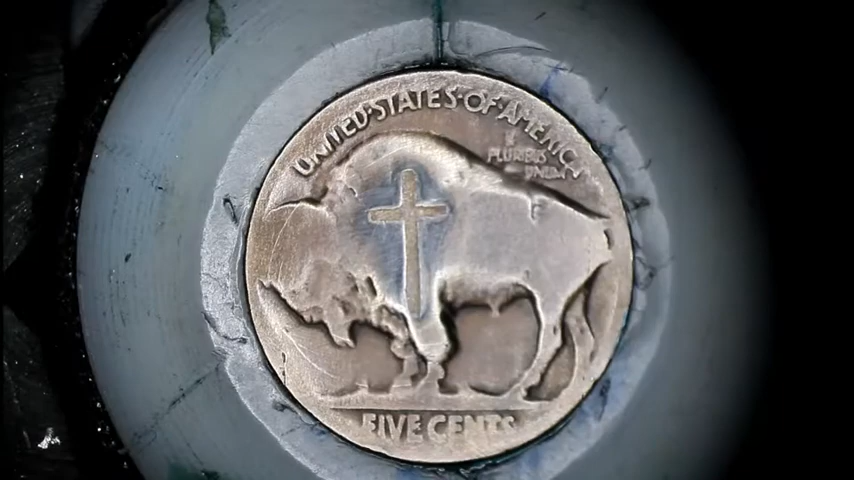 UNITED·STATES·OF·AMERICA
E
PLURIBUS
UNUM
FIVE CENTS